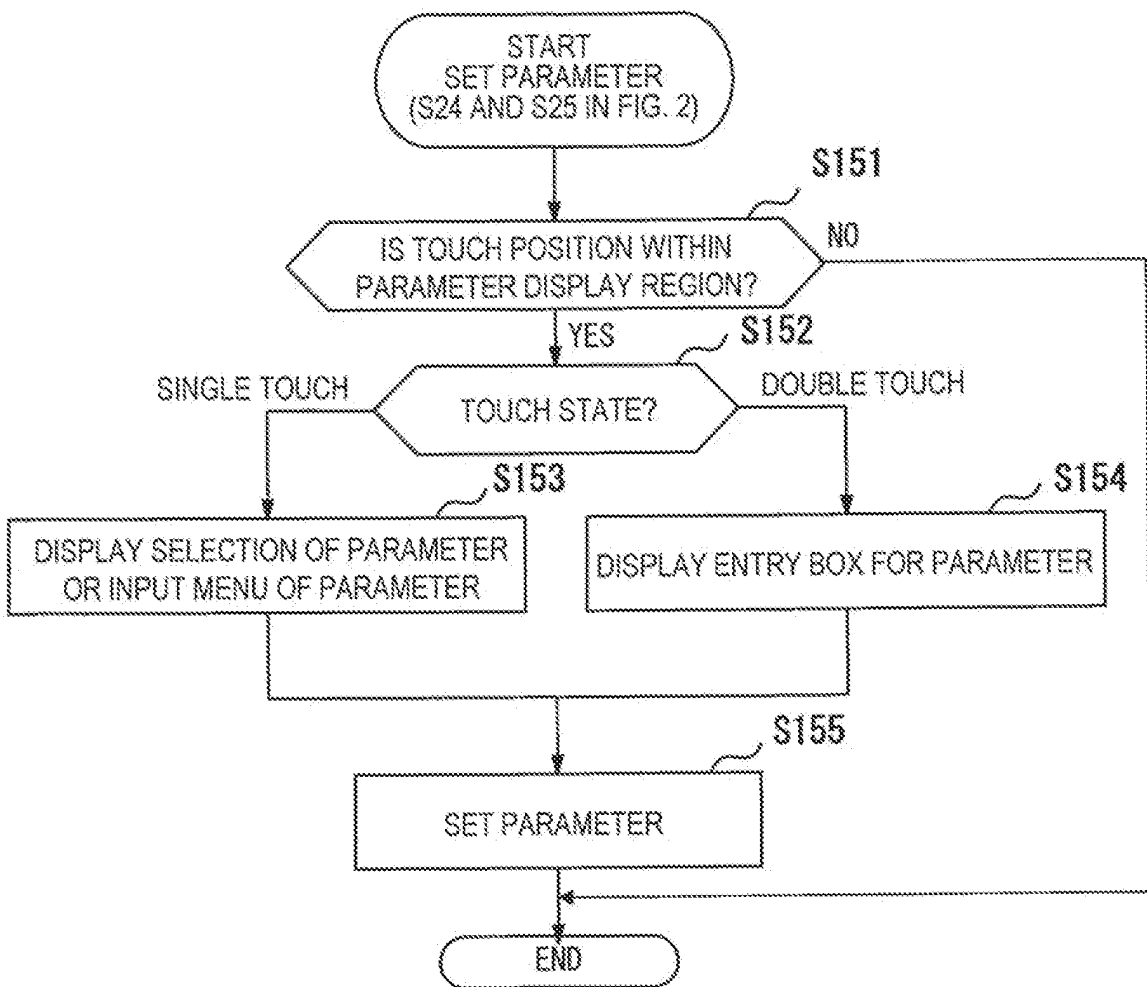 START
SET PARAMETER
(S24 AND S25 IN FIG. 2)
S151
IS TOUCH POSITION WITHIN
PARAMETER DISPLAY REGION?
NO
YES
S152
SINGLE TOUCH
TOUCH STATE?
DOUBLE TOUCH
S153
S154
DISPLAY SELECTION OF PARAMETER
OR INPUT MENU OF PARAMETER
DISPLAY ENTRY BOX FOR PARAMETER
S155
SET PARAMETER
END